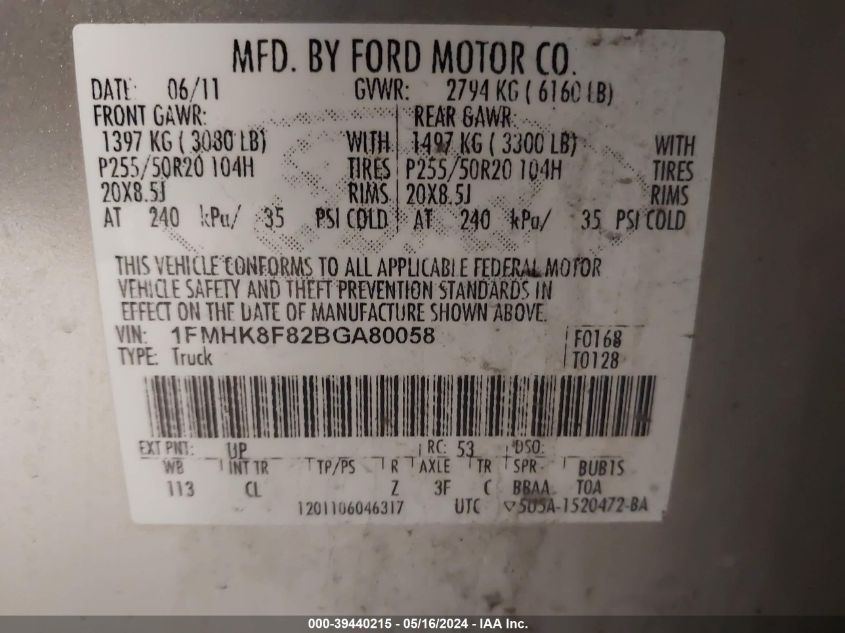 MFD. BY FORD MOTOR CO.
DATE: 06/11 GVWR: 2794 KG ( 6160 LB)
FRONT GAWR: REAR GAWR:
1397 KG ( 3080 LB) WITH 1497 KG ( 3300 LB) WITH
P255/50R20 104H TIRES P255/50R20 104H TIRES
20X8.5J RIMS 20X8.5J RIMS
AT 240 kPa/ 35 PSI COLD AT 240 kPa/ 35 PSI COLD
THIS VEHICLE CONFORMS TO ALL APPLICABLE FEDERAL MOTOR
VEHICLE SAFETY AND THEFT PREVENTION STANDARDS IN
EFFECT ON THE DATE OF MANUFACTURE SHOWN ABOVE.
VIN: 1FMHK8F82BGA80058 F0168
TYPE: Truck T0128
EXT PNT: UP RC: 53 DSO:
WB INT TR TP/PS R AXLE TR SPR BUB1S
113 CL Z 3F C BBAA TOA
1201106046317 UTC ▽5U5A-1520472-BA
000-39440215 - 05/16/2024 - IAA Inc.